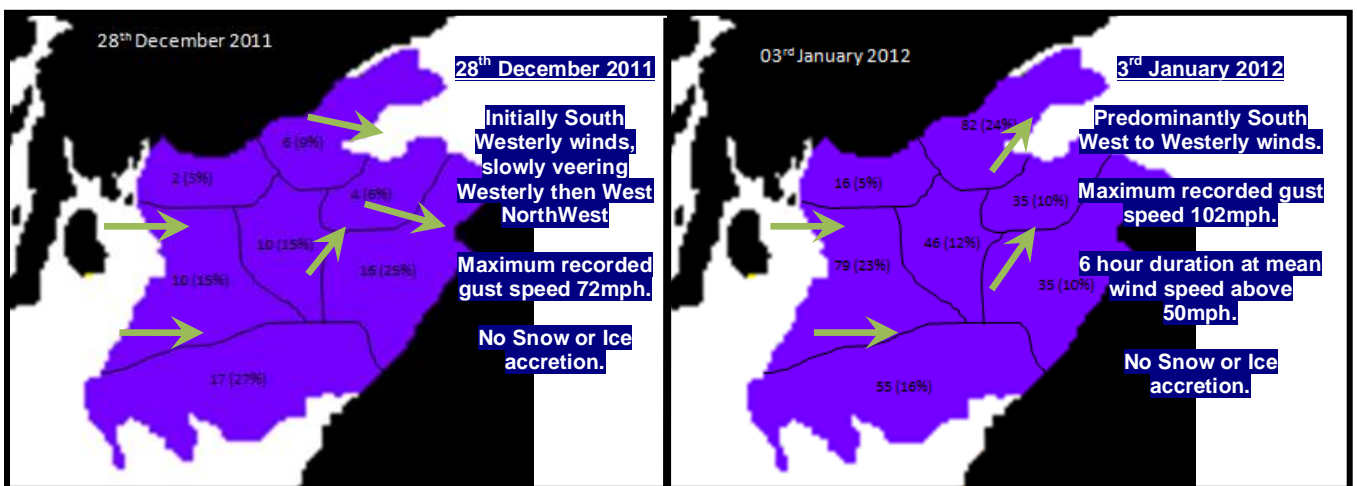 28th December 2011
28th December 2011
Initially South
Westerly winds,
slowly veering
Westerly then West
NorthWest
Maximum recorded
gust speed 72mph.
No Snow or Ice
accretion.
6 (9%)
2 (3%)
4 (6%)
10 (15%)
16 (25%)
10 (15%)
17 (27%)
03rd January 2012
3rd January 2012
Predominantly South
West to Westerly winds.
Maximum recorded gust
speed 102mph.
6 hour duration at mean
wind speed above
50mph.
No Snow or Ice
accretion.
82 (24%)
16 (5%)
35 (10%)
46 (12%)
79 (23%)
35 (10%)
55 (16%)